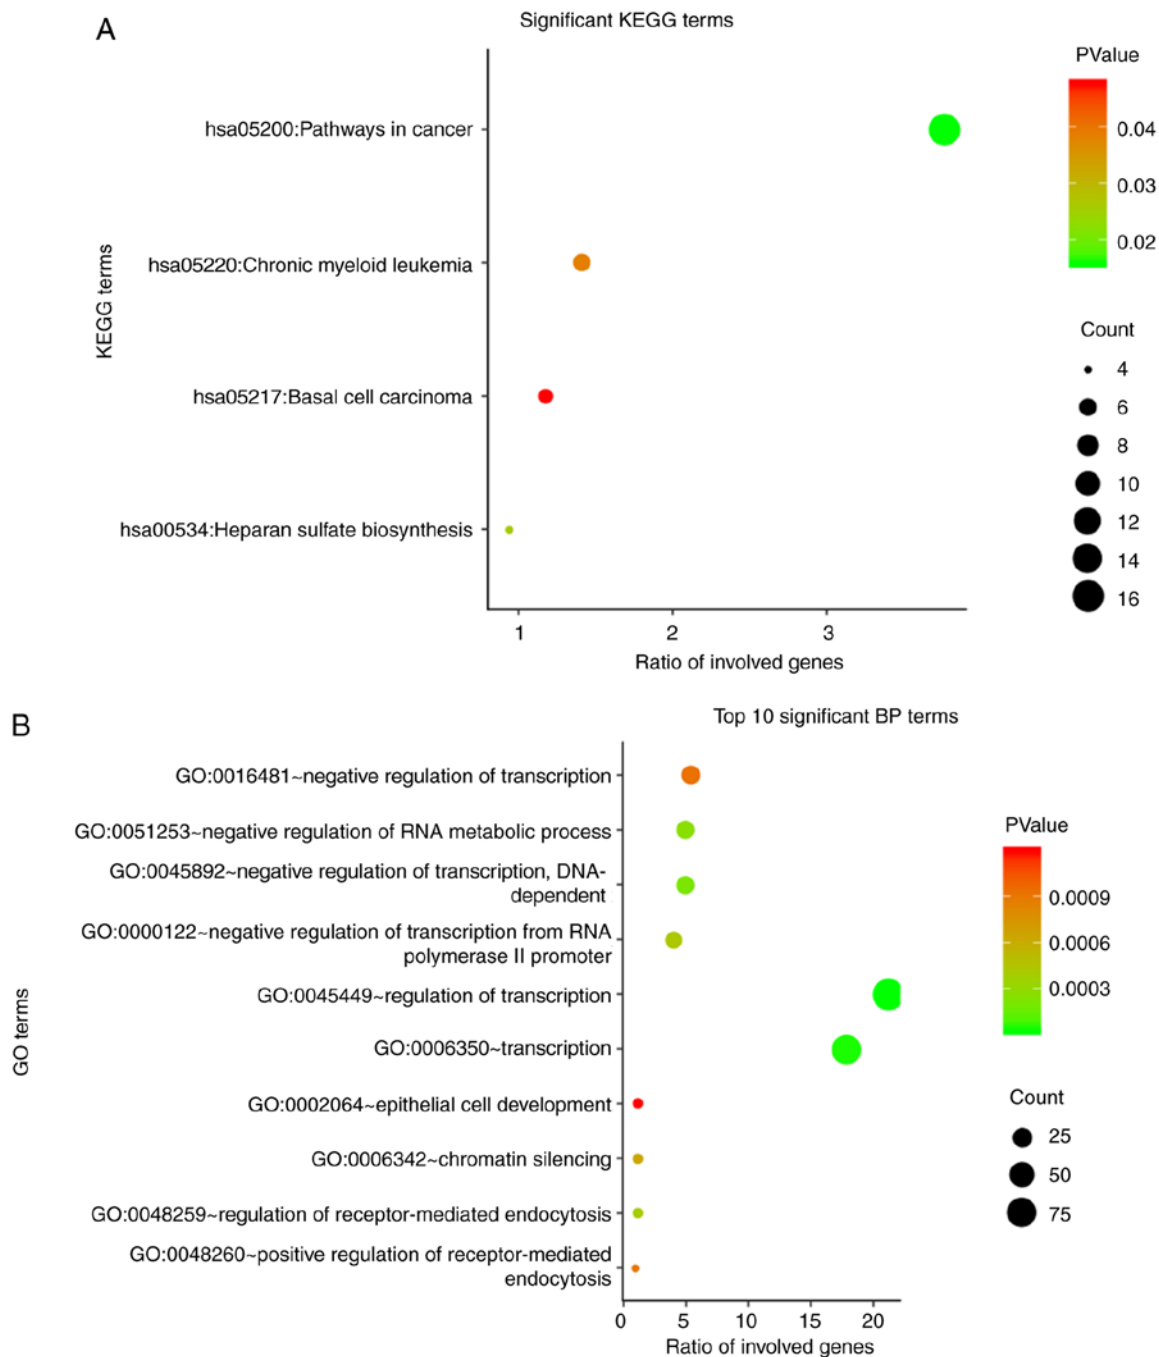 A
Significant KEGG terms
PValue
hsa05200:Pathways in cancer
0.04
0.03
0.02
hsa05220:Chronic myeloid leukemia
KEGG terms
Count
4
6
8
10
12
14
16
hsa05217:Basal cell carcinoma
hsa00534:Heparan sulfate biosynthesis
1
2
3
Ratio of involved genes
B
Top 10 significant BP terms
GO:0016481~negative regulation of transcription
GO:0051253~negative regulation of RNA metabolic process
GO:0045892~negative regulation of transcription, DNA-
dependent
GO:0000122~negative regulation of transcription from RNA
polymerase II promoter
GO:0045449~regulation of transcription
GO:0006350~transcription
GO:0002064~epithelial cell development
GO:0006342~chromatin silencing
GO:0048259~regulation of receptor-mediated endocytosis
GO:0048260~positive regulation of receptor-mediated
endocytosis
GO terms
PValue
0.0009
0.0006
0.0003
Count
25
50
75
0
5
10
15
20
Ratio of involved genes